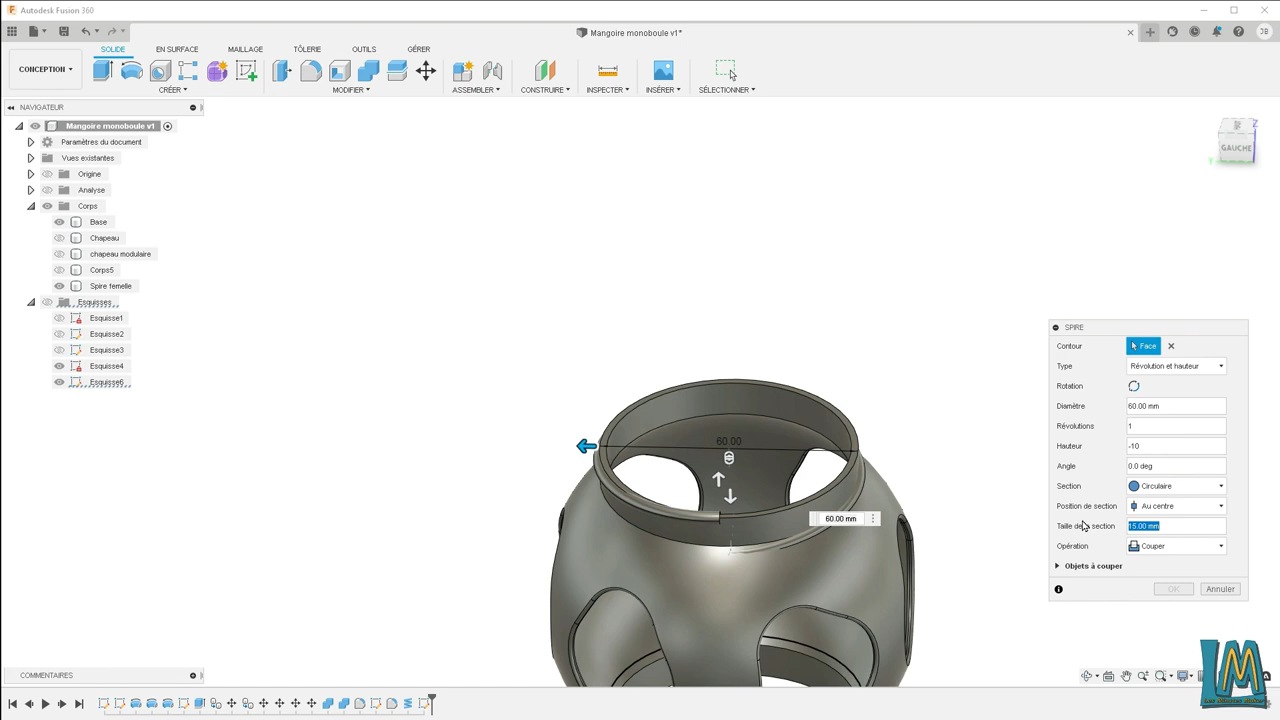 Autodesk Fusion 360
Mangoire monoboule v1*
JB
CONCEPTION
SOLIDE
EN SURFACE
MAILLAGE
TÔLERIE
OUTILS
GÉRER
CRÉER
MODIFIER
ASSEMBLER
CONSTRUIRE
INSPECTER
INSÉRER
SÉLECTIONNER
NAVIGATEUR
Mangoire monoboule v1
Paramètres du document
Vues existantes
Origine
Analyse
Corps
Base
Chapeau
chapeau modulaire
Corps5
Spire femelle
Esquisses
Esquisse1
Esquisse2
Esquisse3
Esquisse4
Esquisse6
Z
GAUCHE
60.00
60.00 mm
SPIRE
Contour Face
Type Révolution et hauteur
Rotation
Diamètre 60.00 mm
Révolutions 1
Hauteur -10
Angle 0.0 deg
Section Circulaire
Position de section Au centre
Taille de section 15.00 mm
Opération Couper
Objets à couper
OK Annuler
COMMENTAIRES
LM